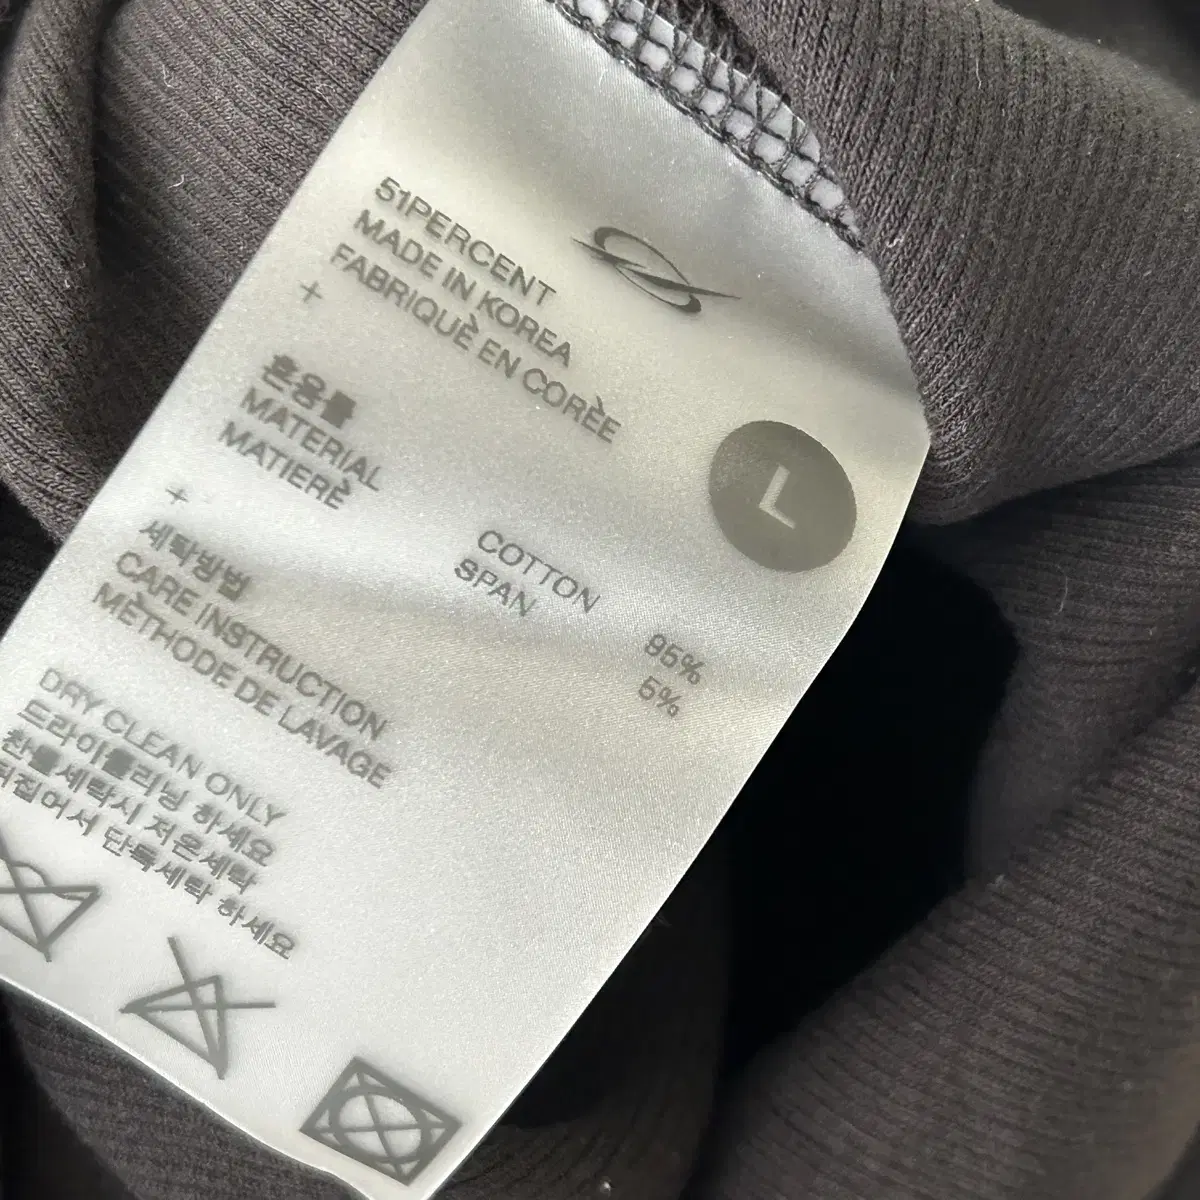 51PERCENT
MADE IN KOREA
FABRIQUÈ EN CORÈE
+
혼용률
MATERIAL
MATIERÈ
L
COTTON 95%
SPAN 5%
+
세탁방법
CARE INSTRUCTION
MÈTHODE DE LAVAGE
DRY CLEAN ONLY
드라이클리닝 하세요
찬물세탁시 저온세탁
뒤집어서 단독세탁 하세요